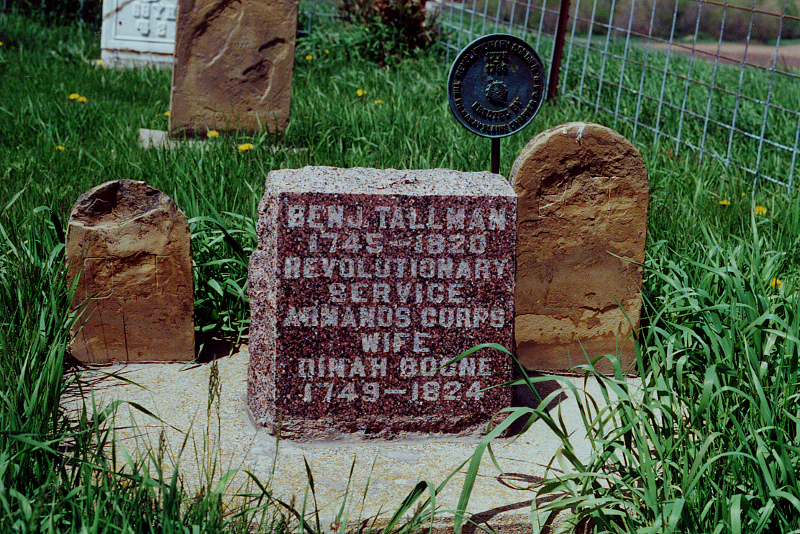 BENJ. TALLMAN
1745–1820
REVOLUTIONARY
SERVICE
ARMANDS CORPS
WIFE
DINAH BOONE
1749–1824